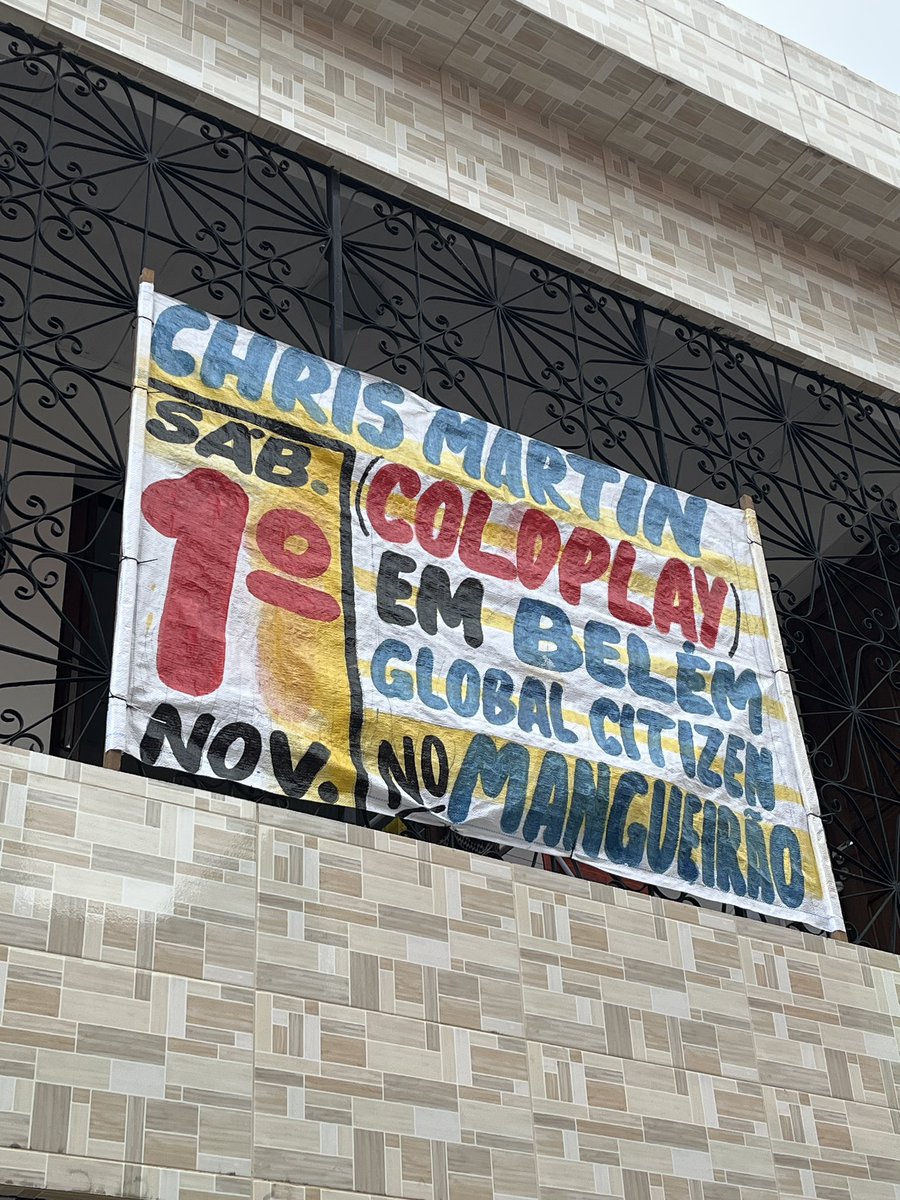 CHRIS MARTIN
SÁB.
1º
NOV.
(COLDPLAY)
EM BELÉM
GLOBAL CITIZEN
NO MANGUEIRÃO